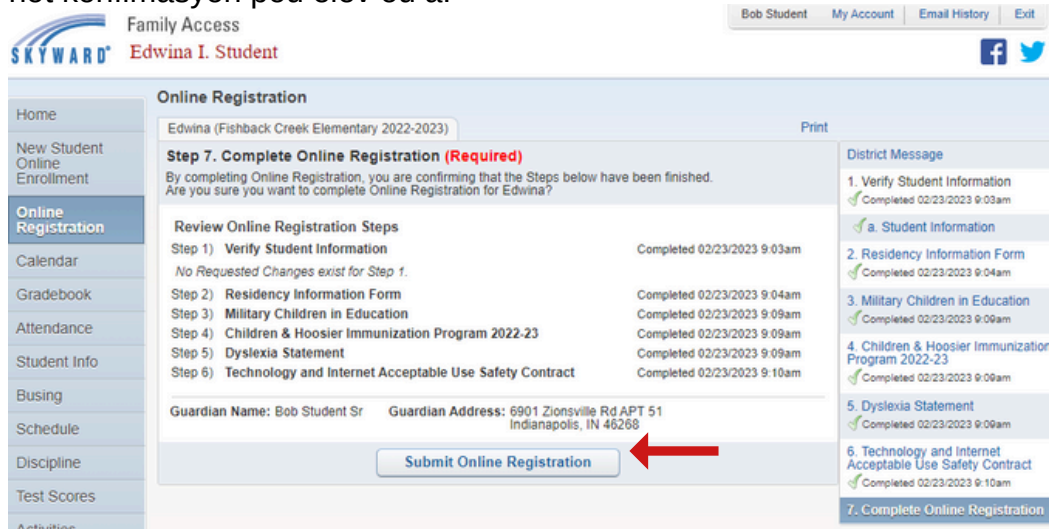 Family Access
Bob Student My Account Email History Exit
SKYWARD®
Edwina I. Student
Home
New Student
Online
Enrollment
Online
Registration
Calendar
Gradebook
Attendance
Student Info
Busing
Schedule
Discipline
Test Scores
Online Registration
Edwina (Fishback Creek Elementary 2022-2023)
Print
Step 7. Complete Online Registration (Required)
By completing Online Registration, you are confirming that the Steps below have been finished.
Are you sure you want to complete Online Registration for Edwina?
Review Online Registration Steps
Step 1) Verify Student Information Completed 02/23/2023 9:03am
No Requested Changes exist for Step 1.
Step 2) Residency Information Form Completed 02/23/2023 9:04am
Step 3) Military Children in Education Completed 02/23/2023 9:09am
Step 4) Children & Hoosier Immunization Program 2022-23 Completed 02/23/2023 9:09am
Step 5) Dyslexia Statement Completed 02/23/2023 9:09am
Step 6) Technology and Internet Acceptable Use Safety Contract Completed 02/23/2023 9:10am
Guardian Name: Bob Student Sr Guardian Address: 6901 Zionsville Rd APT 51
Indianapolis, IN 46268
Submit Online Registration
District Message
1. Verify Student Information
Completed 02/23/2023 9:03am
a. Student Information
2. Residency Information Form
Completed 02/23/2023 9:04am
3. Military Children in Education
Completed 02/23/2023 9:09am
4. Children & Hoosier Immunization
Program 2022-23
Completed 02/23/2023 9:09am
5. Dyslexia Statement
Completed 02/23/2023 9:09am
6. Technology and Internet
Acceptable Use Safety Contract
Completed 02/23/2023 9:10am
7. Complete Online Registration